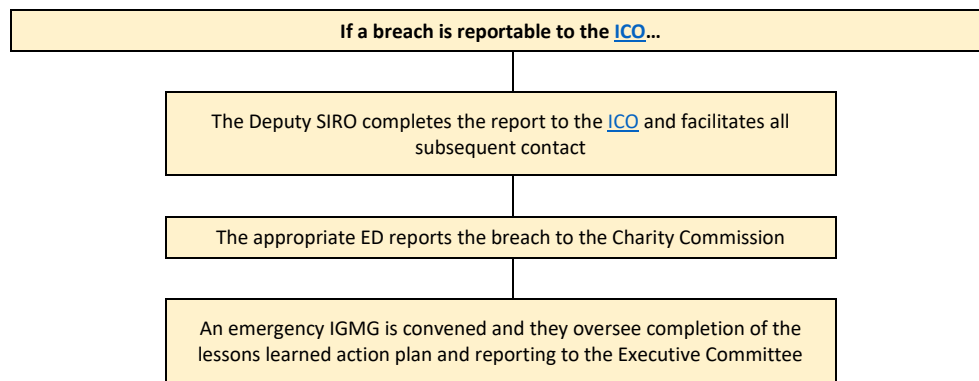 If a breach is reportable to the ICO…
The Deputy SIRO completes the report to the ICO and facilitates all
subsequent contact
The appropriate ED reports the breach to the Charity Commission
An emergency IGMG is convened and they oversee completion of the
lessons learned action plan and reporting to the Executive Committee